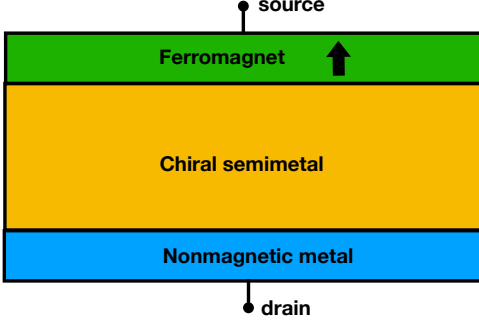 source
Ferromagnet
Chiral semimetal
Nonmagnetic metal
drain